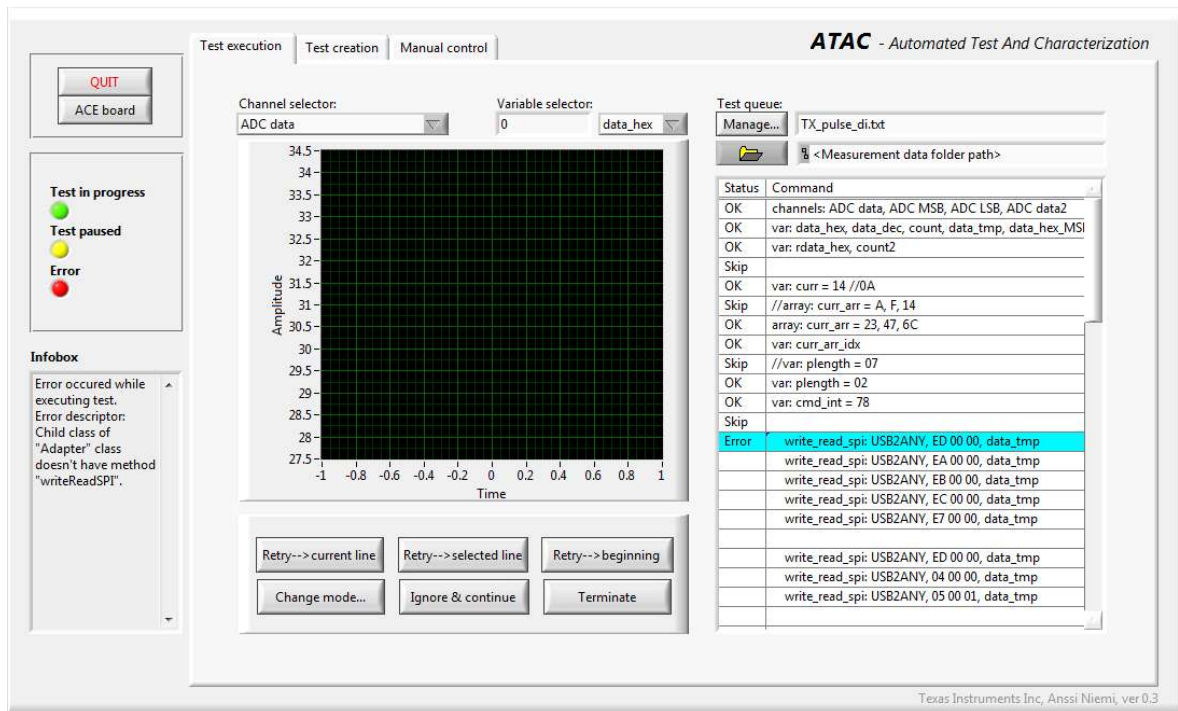 Test execution
Test creation
Manual control
ATAC - Automated Test And Characterization
QUIT
ACE board
Test in progress
Test paused
Error
Infobox
Error occured while
executing test.
Error descriptor:
Child class of
"Adapter" class
doesn't have method
"writeReadSPI".
Channel selector:
ADC data
Variable selector:
0
data_hex
34.5
34
33.5
33
32.5
32
31.5
31
30.5
30
29.5
29
28.5
28
27.5
Amplitude
-1 -0.8 -0.6 -0.4 -0.2 0 0.2 0.4 0.6 0.8 1
Time
Retry-->current line
Retry-->selected line
Retry-->beginning
Change mode...
Ignore & continue
Terminate
Test queue:
Manage...
TX_pulse_di.txt
<Measurement data folder path>
Status Command
OK channels: ADC data, ADC MSB, ADC LSB, ADC data2
OK var: data_hex, data_dec, count, data_tmp, data_hex_MSI
OK var: rdata_hex, count2
Skip
OK var: curr = 14 //0A
Skip //array: curr_arr = A, F, 14
OK array: curr_arr = 23, 47, 6C
OK var: curr_arr_idx
Skip //var: plength = 07
OK var: plength = 02
OK var: cmd_int = 78
Skip
Error write_read_spi: USB2ANY, ED 00 00, data_tmp
write_read_spi: USB2ANY, EA 00 00, data_tmp
write_read_spi: USB2ANY, EB 00 00, data_tmp
write_read_spi: USB2ANY, EC 00 00, data_tmp
write_read_spi: USB2ANY, E7 00 00, data_tmp
write_read_spi: USB2ANY, ED 00 00, data_tmp
write_read_spi: USB2ANY, 04 00 00, data_tmp
write_read_spi: USB2ANY, 05 00 01, data_tmp
Texas Instruments Inc, Anssi Niemi, ver 0.3